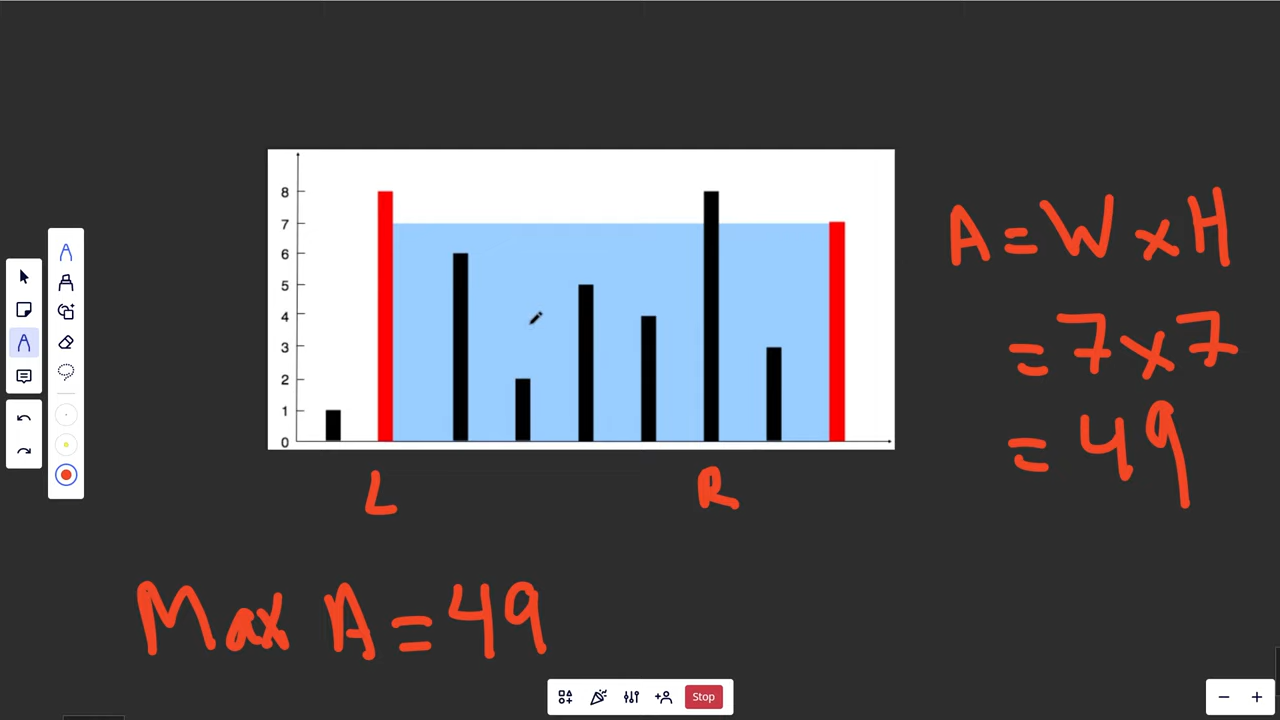 8
7
6
5
4
3
2
1
0
A = W x H
= 7 x 7
= 49
L R
Max A = 49
Stop